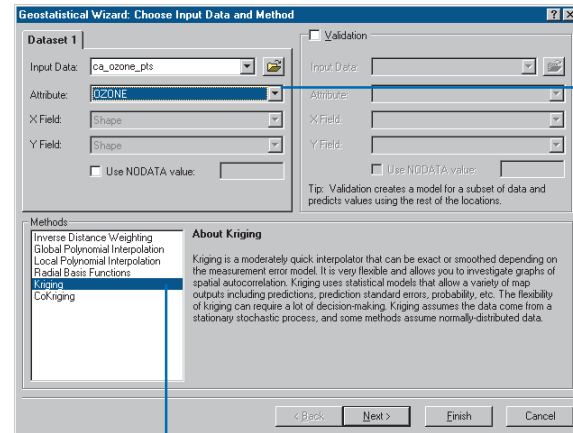 Geostatistical Wizard: Choose Input Data and Method
Dataset 1
Input Data: ca_ozone_pts
Attribute: OZONE
X Field: Shape
Y Field: Shape
Use NODATA value:
Validation
Input Data:
Attribute:
X Field:
Y Field:
Use NODATA value:
Tip: Validation creates a model for a subset of data and
predicts values using the rest of the locations.
Methods
Inverse Distance Weighting
Global Polynomial Interpolation
Local Polynomial Interpolation
Radial Basis Functions
Kriging
CoKriging
About Kriging
Kriging is a moderately quick interpolator that can be exact or smoothed depending on
the measurement error model. It is very flexible and allows you to investigate graphs of
spatial autocorrelation. Kriging uses statistical models that allow a variety of map
outputs including predictions, prediction standard errors, probability, etc. The flexibility
of kriging can require a lot of decision-making. Kriging assumes the data come from a
stationary stochastic process, and some methods assume normally-distributed data.
< Back
Next >
Finish
Cancel